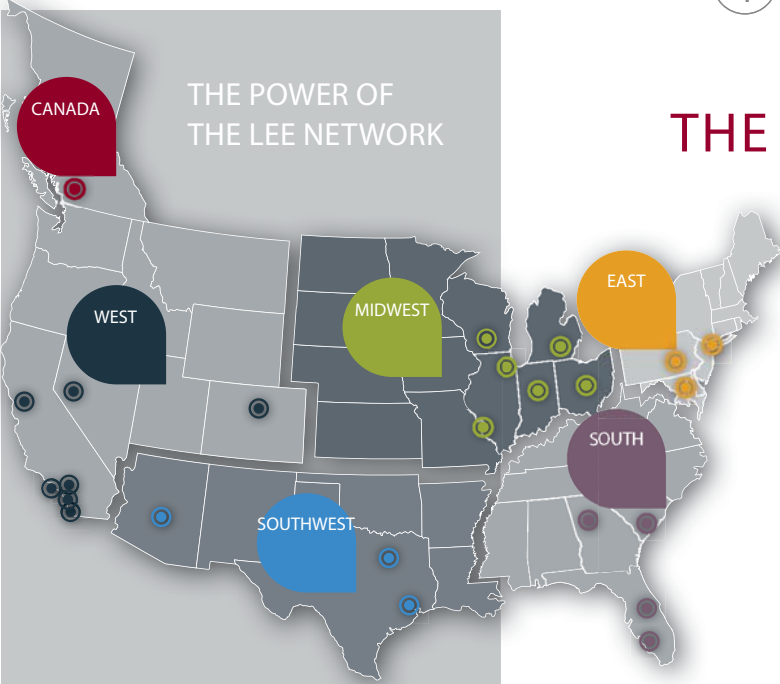 THE POWER OF
THE LEE NETWORK
THE
CANADA
WEST
MIDWEST
EAST
SOUTH
SOUTHWEST